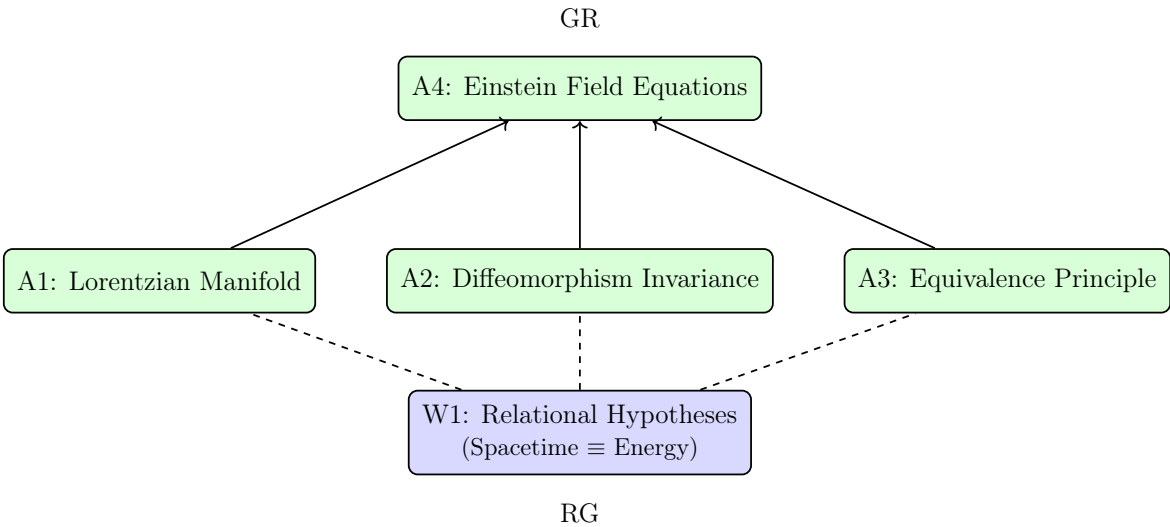 GR
A4: Einstein Field Equations
A1: Lorentzian Manifold
A2: Diffeomorphism Invariance
A3: Equivalence Principle
W1: Relational Hypotheses
(Spacetime ≡ Energy)
RG